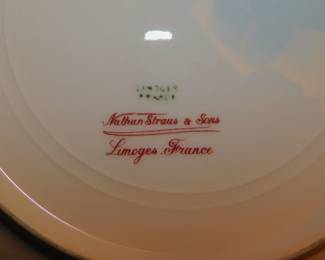 LIMOGES
FRANCE
Nathan Straus & Sons
Limoges, France